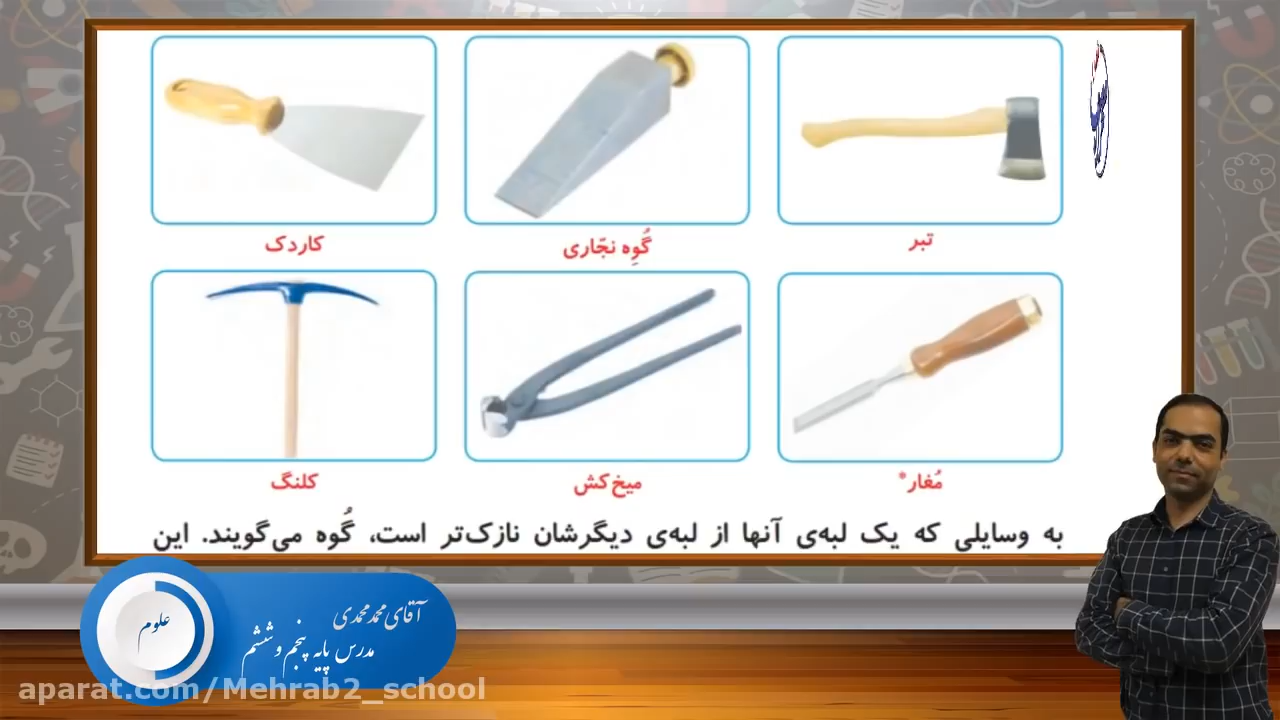 تبر
گُوِه نجّاری
کاردک
مُغار*
میخ‌کش
کلنگ
به وسایلی که یک لبه‌ی آنها از لبه‌ی دیگرشان نازک‌تر است، گُوه می‌گویند. این
علوم
آقای محمد محمدی
مدرس پایه پنجم و ششم
aparat.com/Mehrab2_school